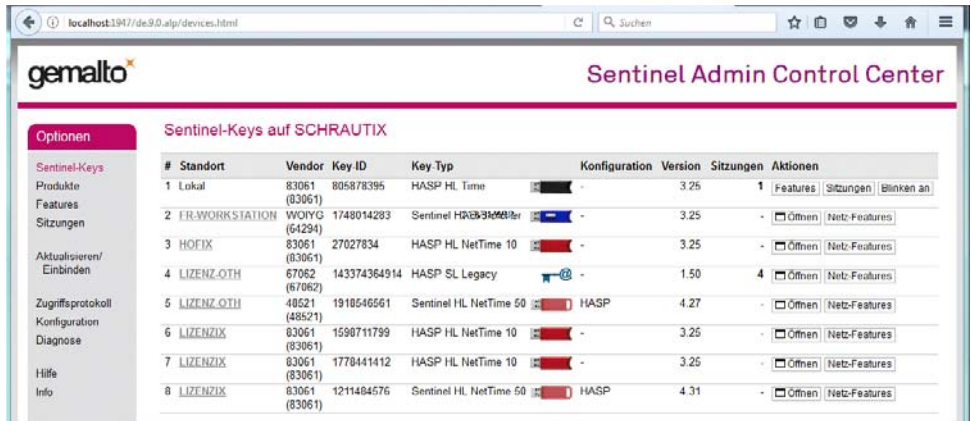 localhost:1947/de.9.0.alp/devices.html
Suchen
gemalto
Sentinel Admin Control Center
Optionen
Sentinel-Keys
Produkte
Features
Sitzungen
Aktualisieren/
Einbinden
Zugriffsprotokoll
Konfiguration
Diagnose
Hilfe
Info
Sentinel-Keys auf SCHRAUTIX
# Standort Vendor Key-ID Key-Typ Konfiguration Version Sitzungen Aktionen
1 Lokal 83061 805878395 HASP HL Time - 3.25 1 Features Sitzungen Blinken an
(83061)
2 FR-WORKSTATION WOIYG 1748014283 Sentinel - 3.25 - Öffnen Netz-Features
(64294)
3 HOFIX 83061 27027834 HASP HL NetTime 10 - 3.25 - Öffnen Netz-Features
(83061)
4 LIZENZ-OTH 67062 143374364914 HASP SL Legacy - 1.50 4 Öffnen Netz-Features
(67062)
5 LIZENZ-OTH 48521 1918546561 Sentinel HL NetTime 50 HASP 4.27 - Öffnen Netz-Features
(48521)
6 LIZENZIX 83061 1598711799 HASP HL NetTime 10 - 3.25 - Öffnen Netz-Features
(83061)
7 LIZENZIX 83061 1778441412 HASP HL NetTime 10 - 3.25 - Öffnen Netz-Features
(83061)
8 LIZENZIX 83061 1211484576 Sentinel HL NetTime 50 HASP 4.31 - Öffnen Netz-Features
(83061)